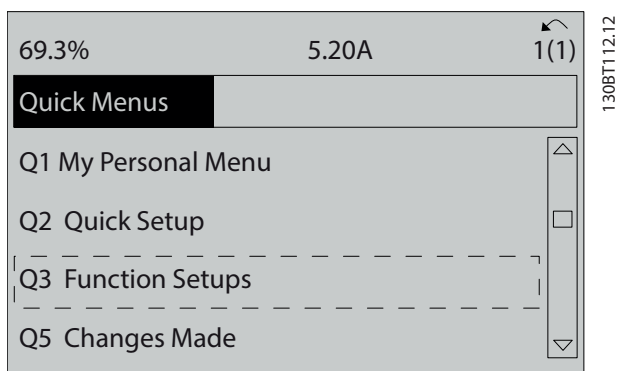 69.3% 5.20A 1(1)
Quick Menus
Q1 My Personal Menu
Q2 Quick Setup
Q3 Function Setups
Q5 Changes Made
130BT112.12